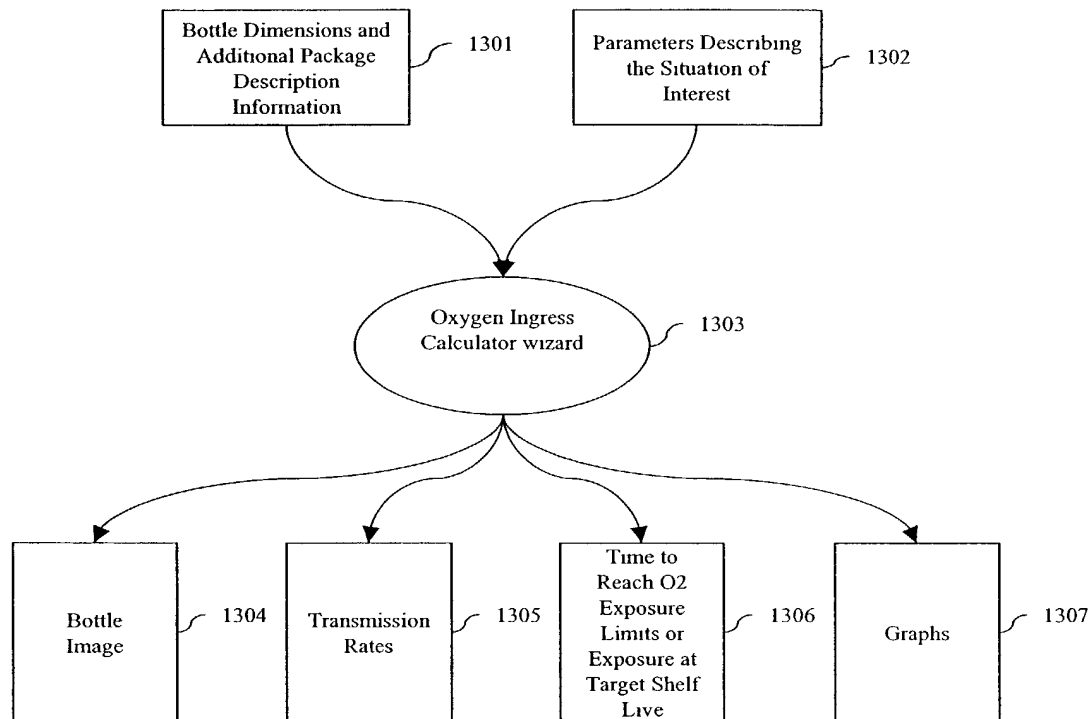 Bottle Dimensions and
Additional Package
Description
Information
1301
Parameters Describing
the Situation of
Interest
1302
Oxygen Ingress
Calculator wizard
1303
Bottle
Image
1304
Transmission
Rates
1305
Time to
Reach O2
Exposure
Limits or
Exposure at
Target Shelf
Live
1306
Graphs
1307